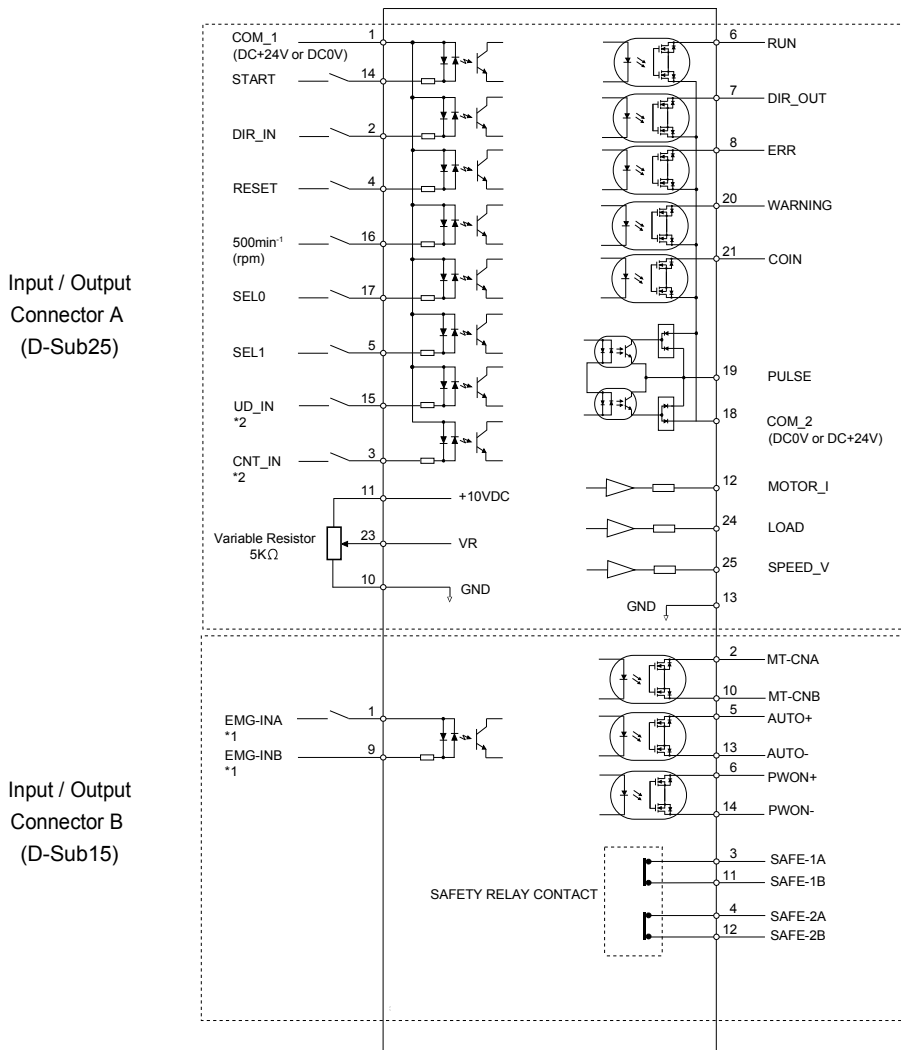 Input / Output
Connector A
(D-Sub25)
COM_1
(DC+24V or DC0V)
1
START
14
DIR_IN
2
RESET
4
500min-1
(rpm)
16
SEL0
17
SEL1
5
UD_IN
*2
15
CNT_IN
*2
3
11
+10VDC
Variable Resistor
5KΩ
23
VR
10
GND
6
RUN
7
DIR_OUT
8
ERR
20
WARNING
21
COIN
19
PULSE
18
COM_2
(DC0V or DC+24V)
12
MOTOR_I
24
LOAD
25
SPEED_V
GND
13
Input / Output
Connector B
(D-Sub15)
EMG-INA
*1
1
EMG-INB
*1
9
2
MT-CNA
10
MT-CNB
5
AUTO+
13
AUTO-
6
PWON+
14
PWON-
SAFETY RELAY CONTACT
3
SAFE-1A
11
SAFE-1B
4
SAFE-2A
12
SAFE-2B